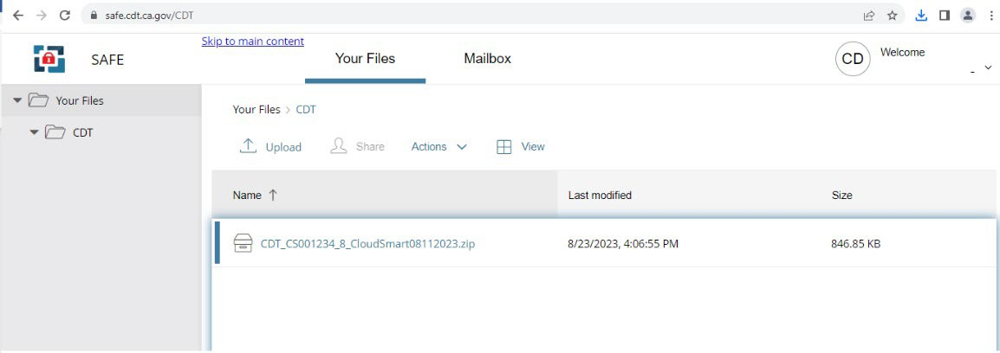 safe.cdt.ca.gov/CDT
Skip to main content
SAFE
Your Files
Mailbox
CD
Welcome
Your Files
CDT
Your Files > CDT
Upload
Share
Actions
View
Name ↑
Last modified
Size
CDT_CS001234_8_CloudSmart08112023.zip
8/23/2023, 4:06:55 PM
846.85 KB